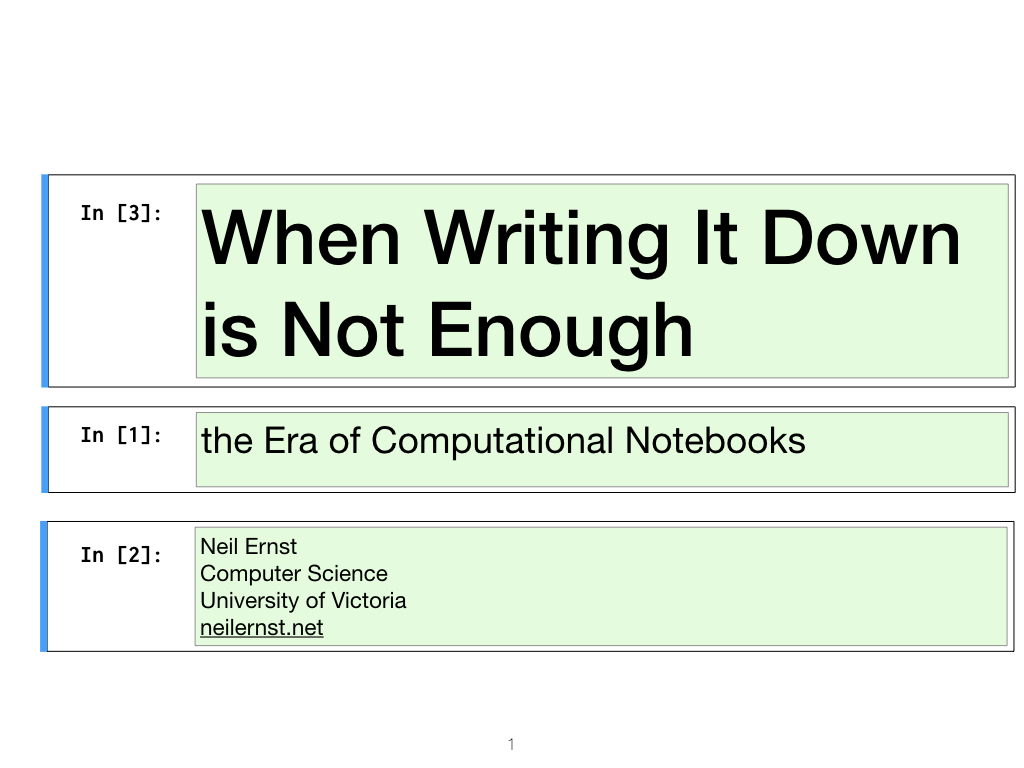 In [3]:
When Writing It Down
is Not Enough
In [1]:
the Era of Computational Notebooks
In [2]:
Neil Ernst
Computer Science
University of Victoria
neilernst.net
1